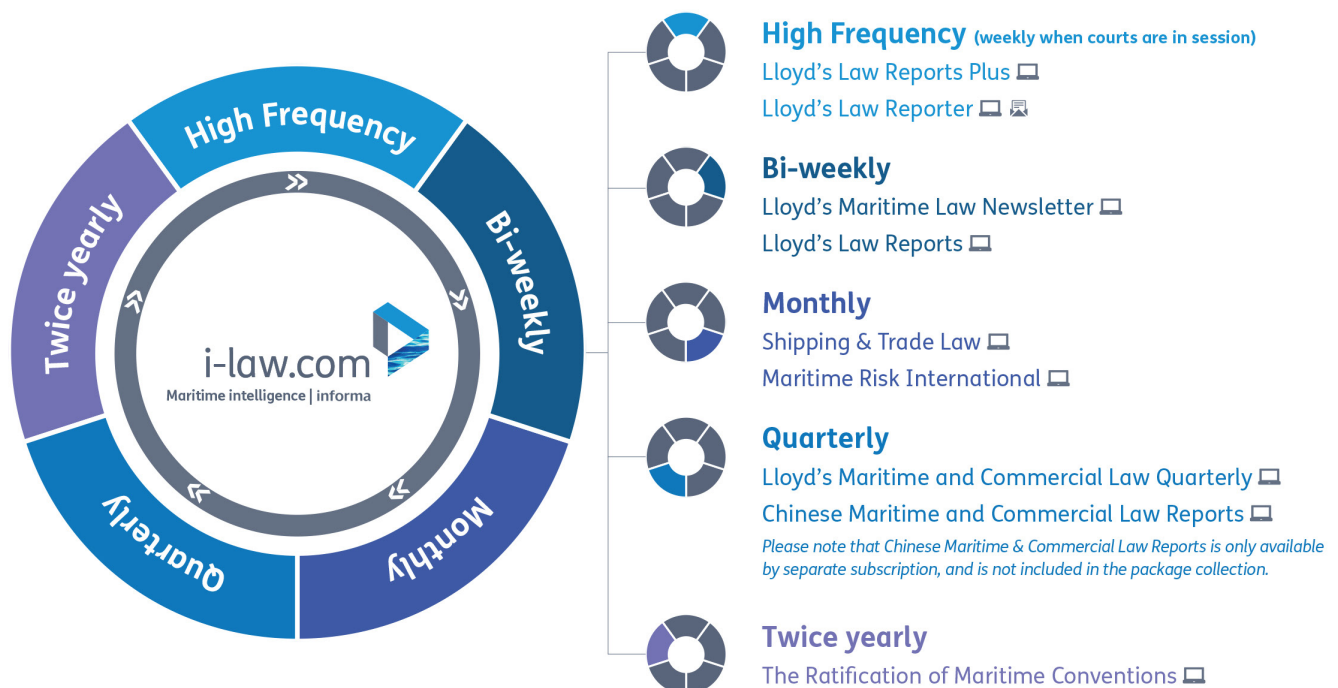 High Frequency
Bi-weekly
Monthly
Quarterly
Twice yearly
i-law.com
Maritime intelligence | informa
High Frequency (weekly when courts are in session)
Lloyd's Law Reports Plus
Lloyd's Law Reporter
Bi-weekly
Lloyd's Maritime Law Newsletter
Lloyd's Law Reports
Monthly
Shipping & Trade Law
Maritime Risk International
Quarterly
Lloyd's Maritime and Commercial Law Quarterly
Chinese Maritime and Commercial Law Reports
Please note that Chinese Maritime & Commercial Law Reports is only available
by separate subscription, and is not included in the package collection.
Twice yearly
The Ratification of Maritime Conventions